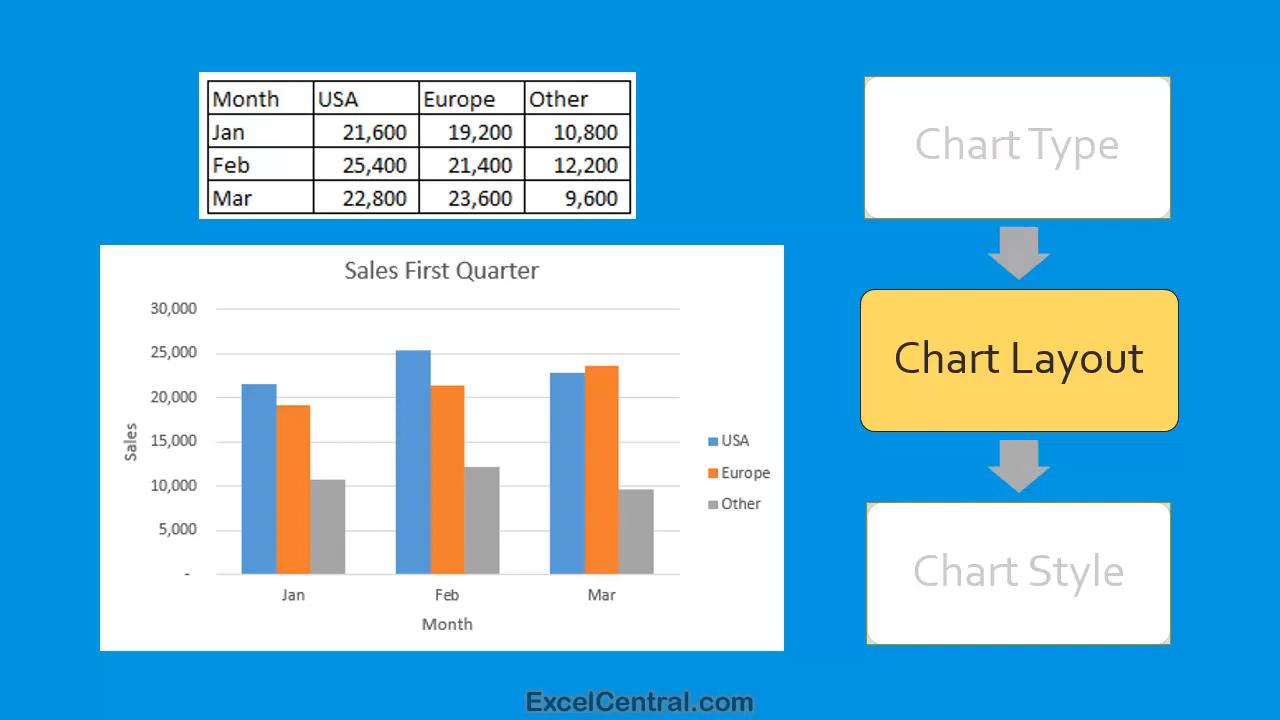 Month USA Europe Other
Jan 21,600 19,200 10,800
Feb 25,400 21,400 12,200
Mar 22,800 23,600 9,600
Sales First Quarter
30,000
25,000
20,000
15,000
10,000
5,000
-
Sales
Jan Feb Mar
Month
USA
Europe
Other
Chart Type
Chart Layout
Chart Style
ExcelCentral.com